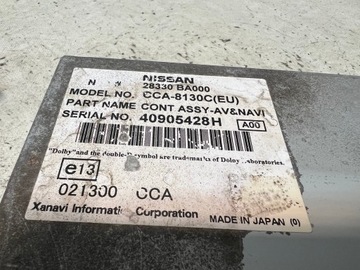 NISSAN
28330 BA000
MODEL NO. CCA-8130C(EU)
PART NAME CONT ASSY-AV&NAVI
SERIAL NO. 40905428H
A00
"Dolby" and the double-D symbol are trademarks of Dolby Laboratories.
e13
021300 CCA
Xanavi Informatic Corporation MADE IN JAPAN (0)